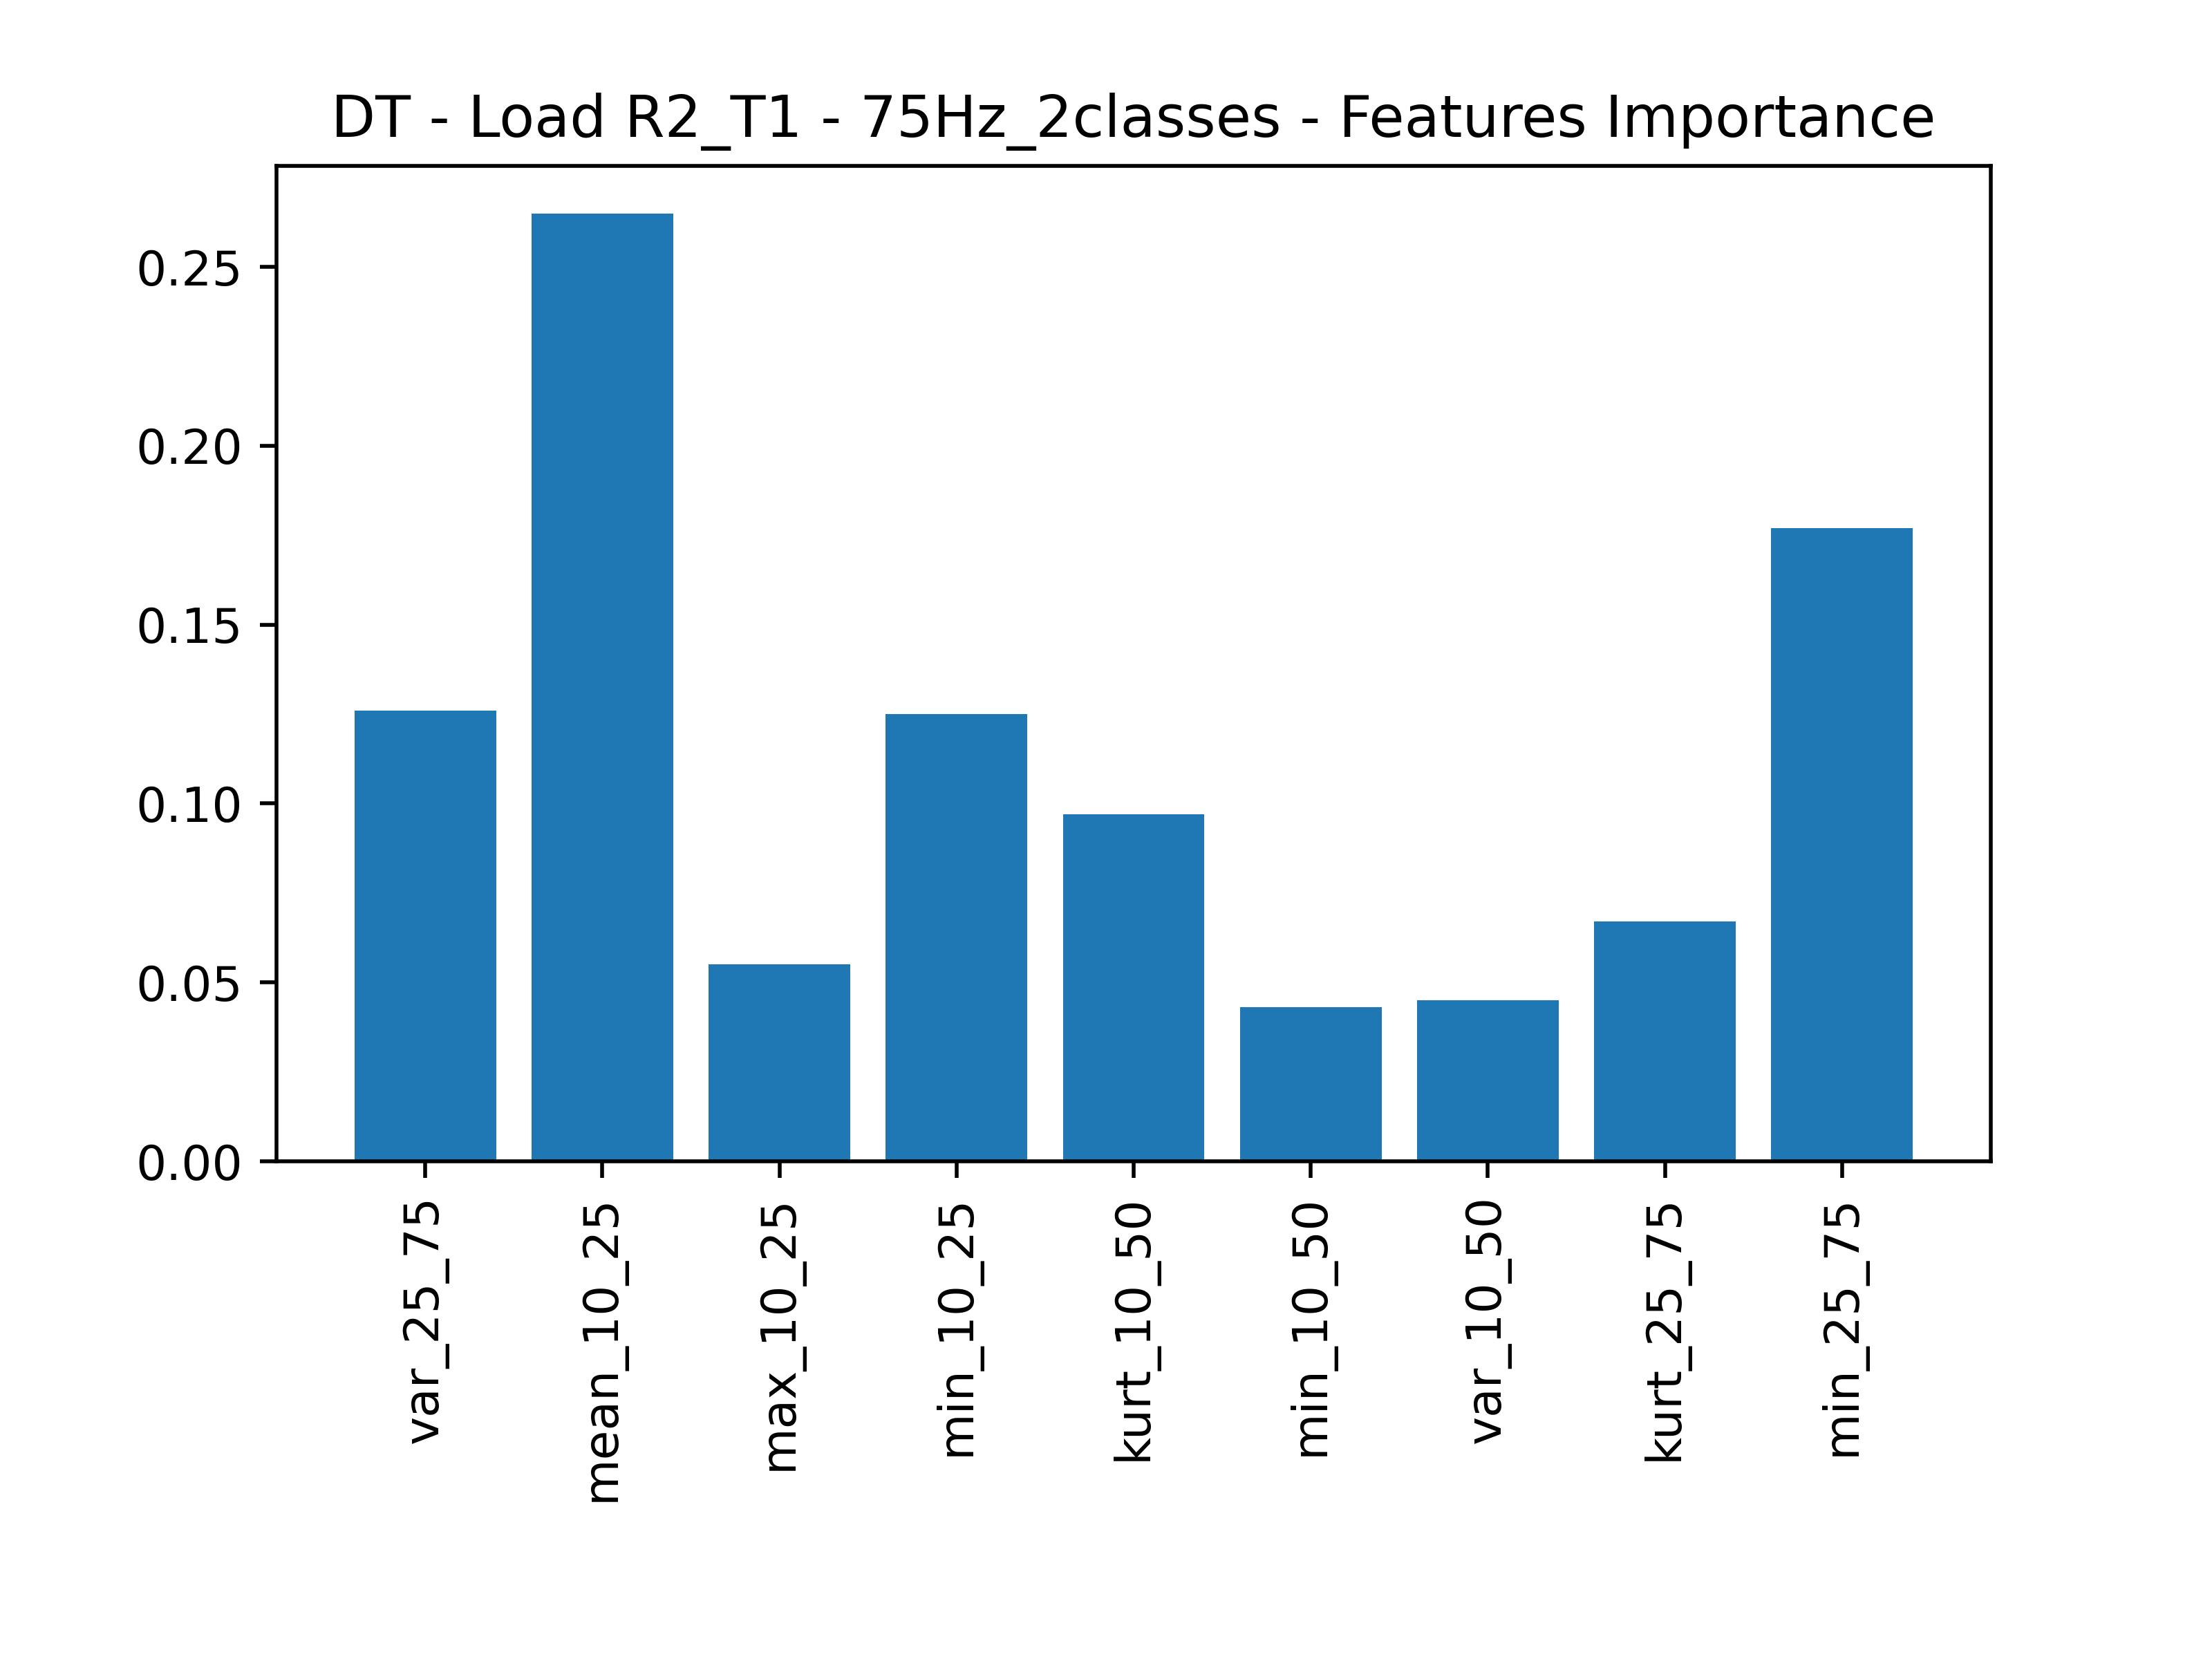 DT - Load R2_T1 - 75Hz_2classes - Features Importance
0.25
0.20
0.15
0.10
0.05
0.00
var_25_75
mean_10_25
max_10_25
min_10_25
kurt_10_50
min_10_50
var_10_50
kurt_25_75
min_25_75